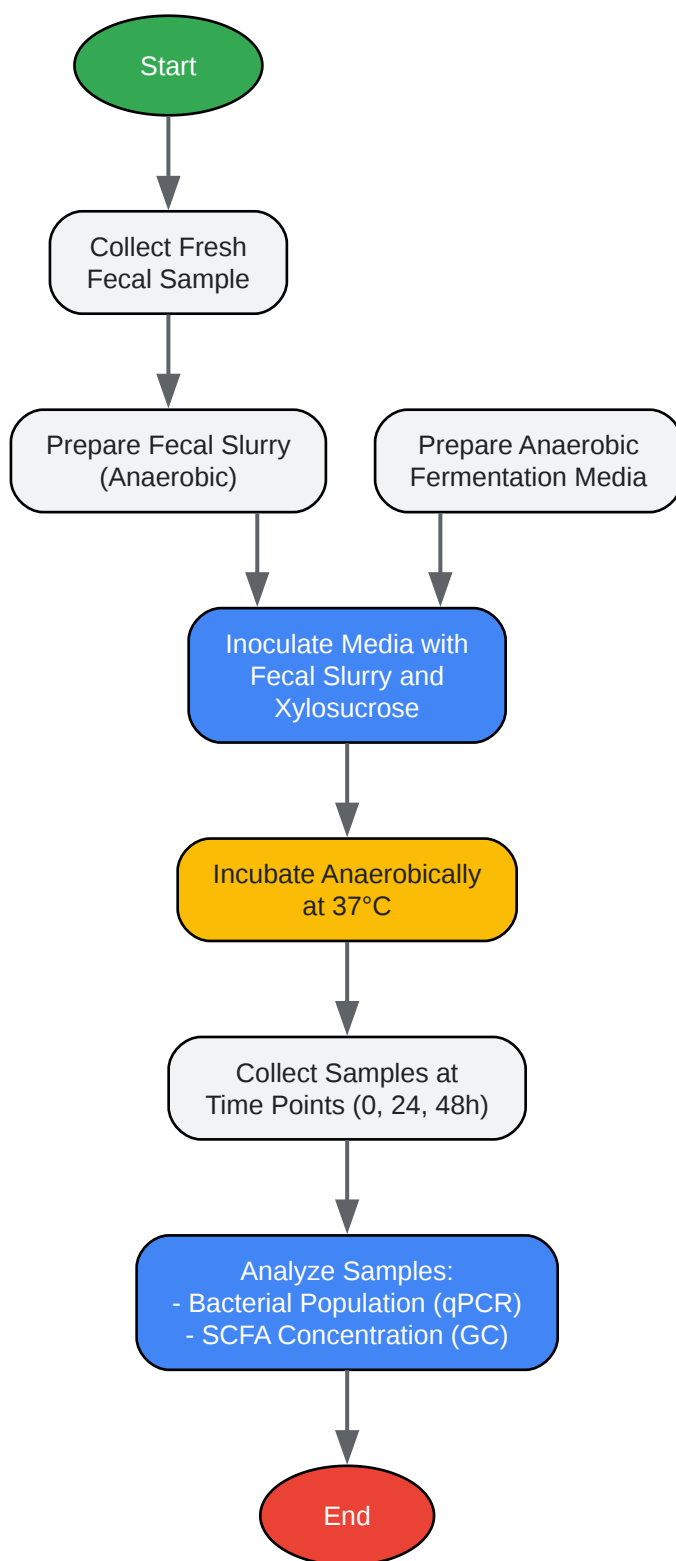 Start
Collect Fresh
Fecal Sample
Prepare Fecal Slurry
(Anaerobic)
Prepare Anaerobic
Fermentation Media
Inoculate Media with
Fecal Slurry and
Xylosucrose
Incubate Anaerobically
at 37°C
Collect Samples at
Time Points (0, 24, 48h)
Analyze Samples:
- Bacterial Population (qPCR)
- SCFA Concentration (GC)
End